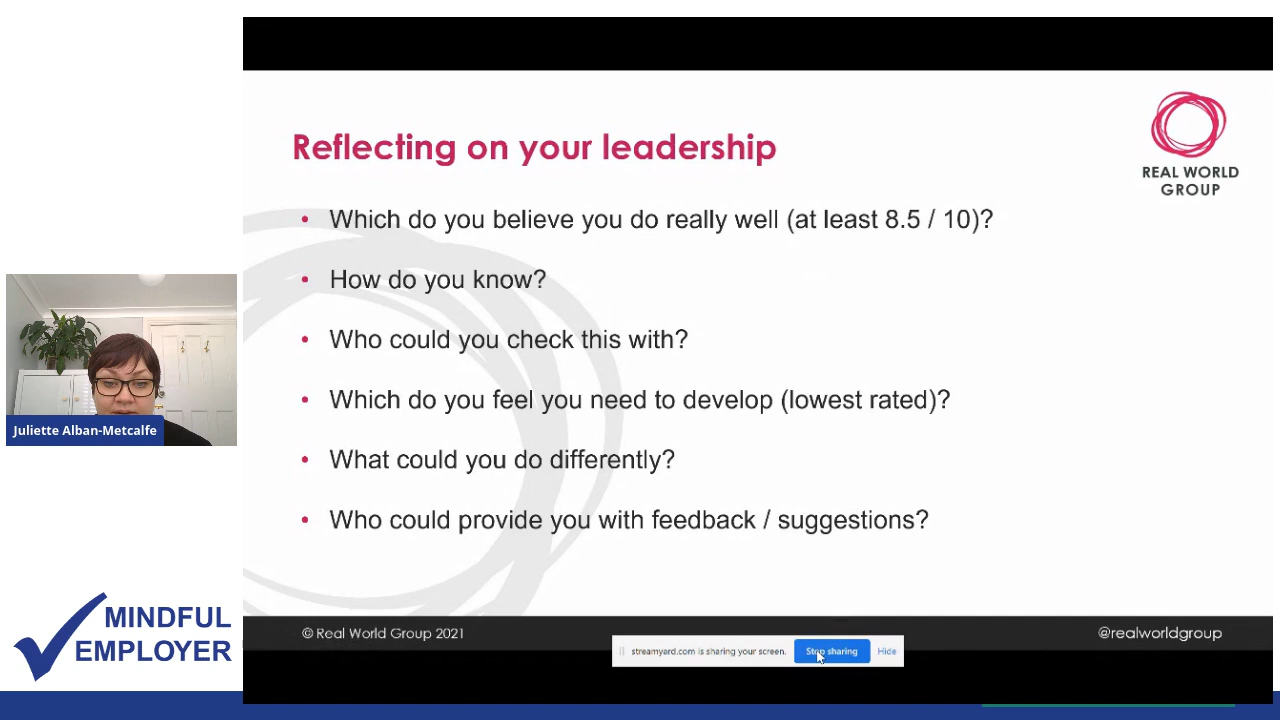 Reflecting on your leadership
REAL WORLD
GROUP
• Which do you believe you do really well (at least 8.5 / 10)?
• How do you know?
• Who could you check this with?
• Which do you feel you need to develop (lowest rated)?
• What could you do differently?
• Who could provide you with feedback / suggestions?
Juliette Alban-Metcalfe
MINDFUL
EMPLOYER
© Real World Group 2021
@realworldgroup
streamyard.com is sharing your screen.
Stop sharing
Hide